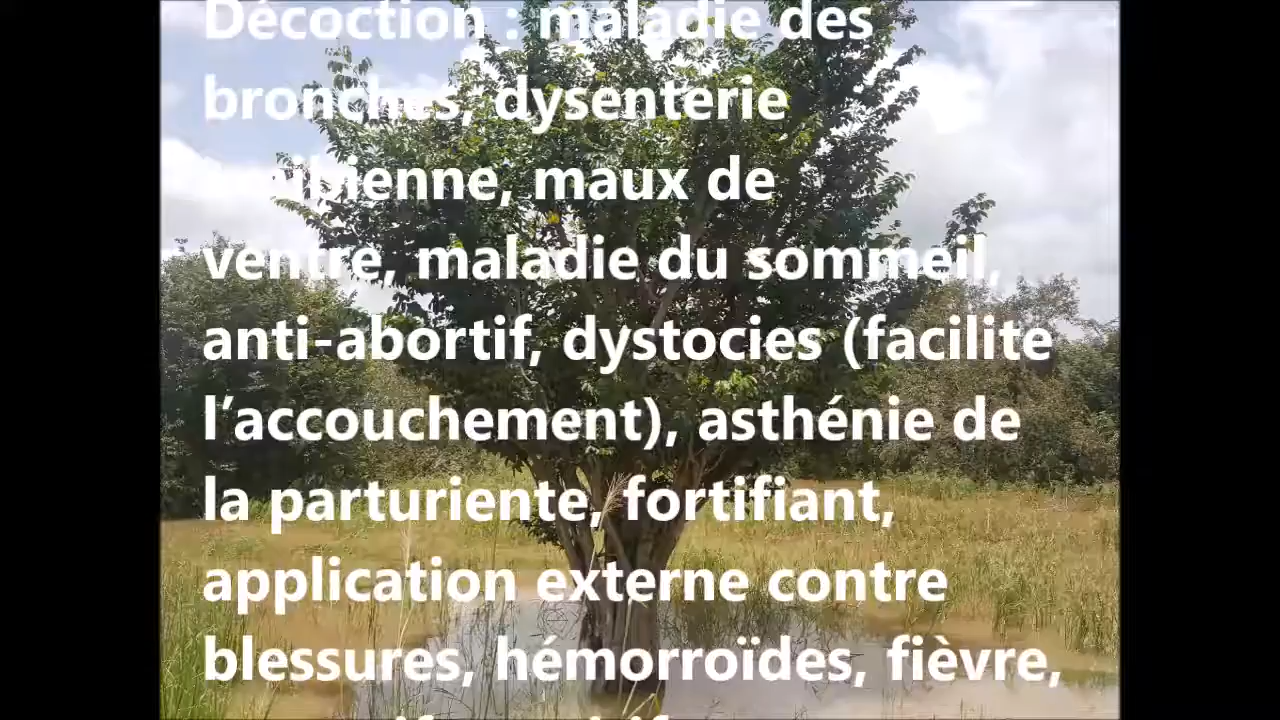 Décoction : maladie des
bronches, dysenterie
maux de
ventre, maladie du sommeil,
anti-abortif, dystocies (facilite
l’accouchement), asthénie de
la parturiente, fortifiant,
application externe contre
blessures, hémorroïdes, fièvre,